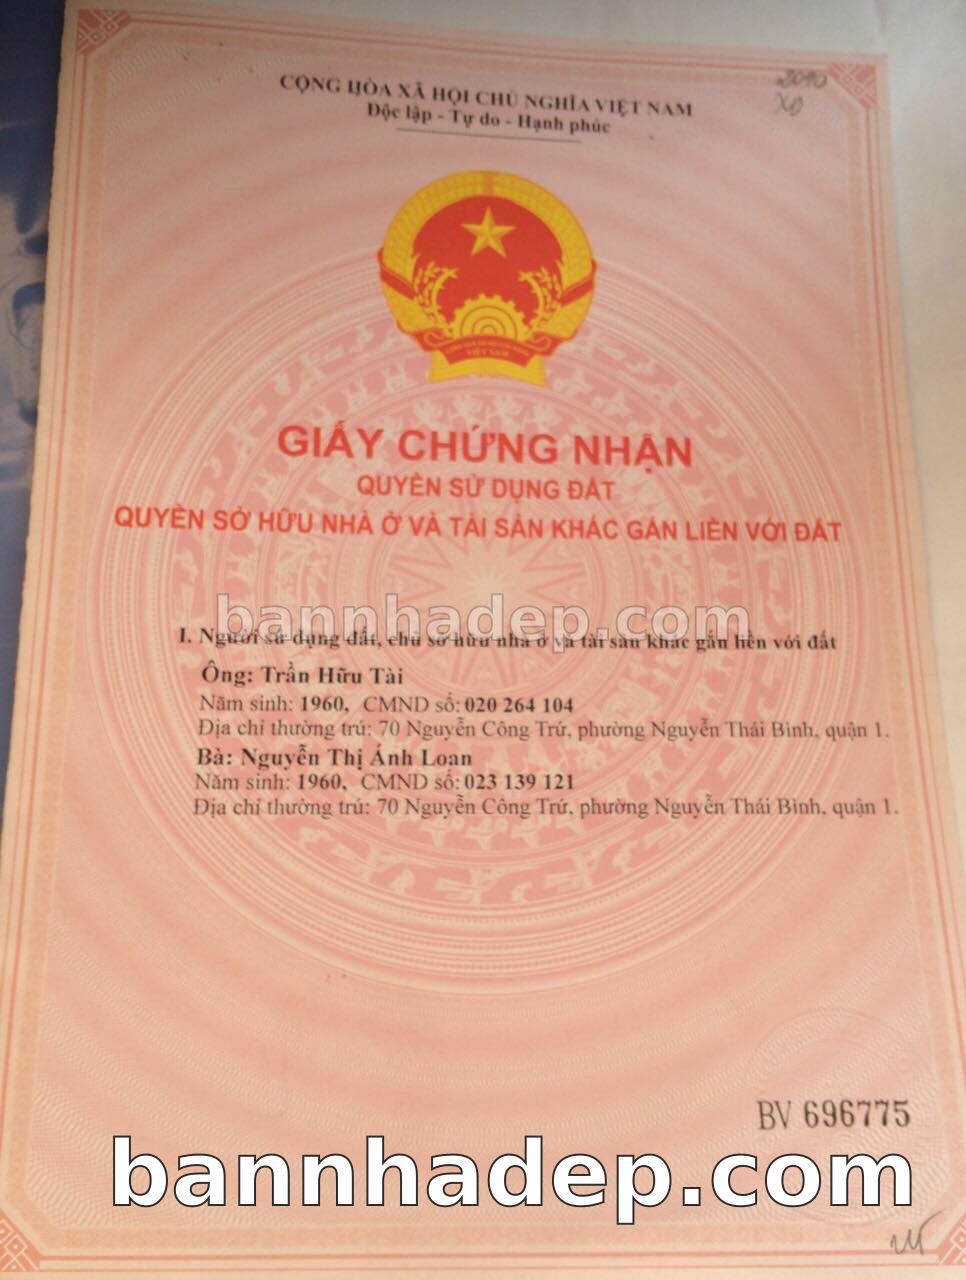 CỘNG HÒA XÃ HỘI CHỦ NGHĨA VIỆT NAM
Độc lập - Tự do - Hạnh phúc
bannhadep.com
VIỆT NAM
GIẤY CHỨNG NHẬN
QUYỀN SỬ DỤNG ĐẤT
QUYỀN SỞ HỮU NHÀ Ở VÀ TÀI SẢN KHÁC GẮN LIỀN VỚI ĐẤT
bannhadep.com
I. Người sử dụng đất, chủ sở hữu nhà ở và tài sản khác gắn liền với đất
Ông: Trần Hữu Tài
Năm sinh: 1960, CMND số: 020 264 104
Địa chỉ thường trú: 70 Nguyễn Công Trứ, phường Nguyễn Thái Bình, quận 1.
Bà: Nguyễn Thị Ánh Loan
Năm sinh: 1960, CMND số: 023 139 121
Địa chỉ thường trú: 70 Nguyễn Công Trứ, phường Nguyễn Thái Bình, quận 1.
BV 696775
bannhadep.com